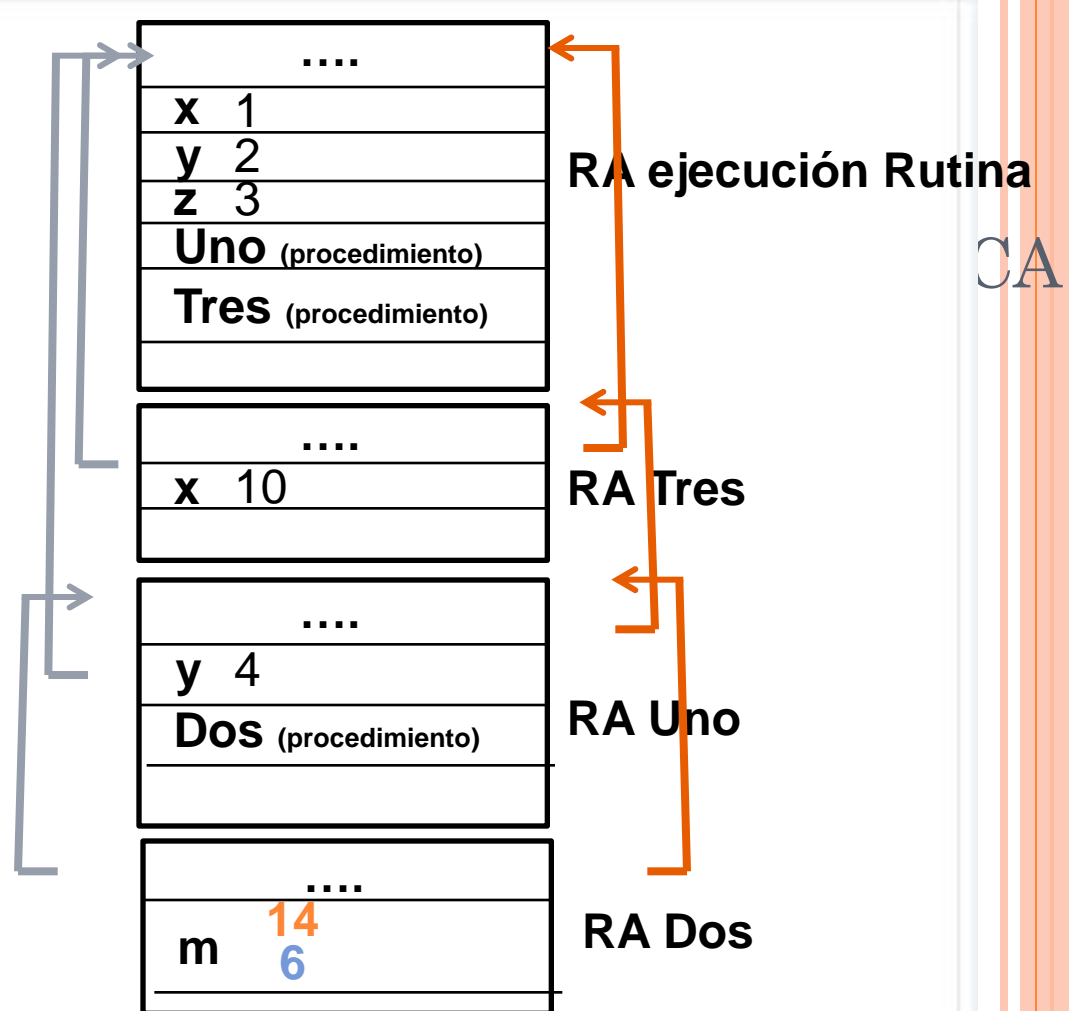 ….
x 1
y 2
z 3
RA ejecución Rutina
Uno (procedimiento)
CA
Tres (procedimiento)
….
x 10
RA Tres
….
y 4
RA Uno
Dos (procedimiento)
….
14
m
6
RA Dos